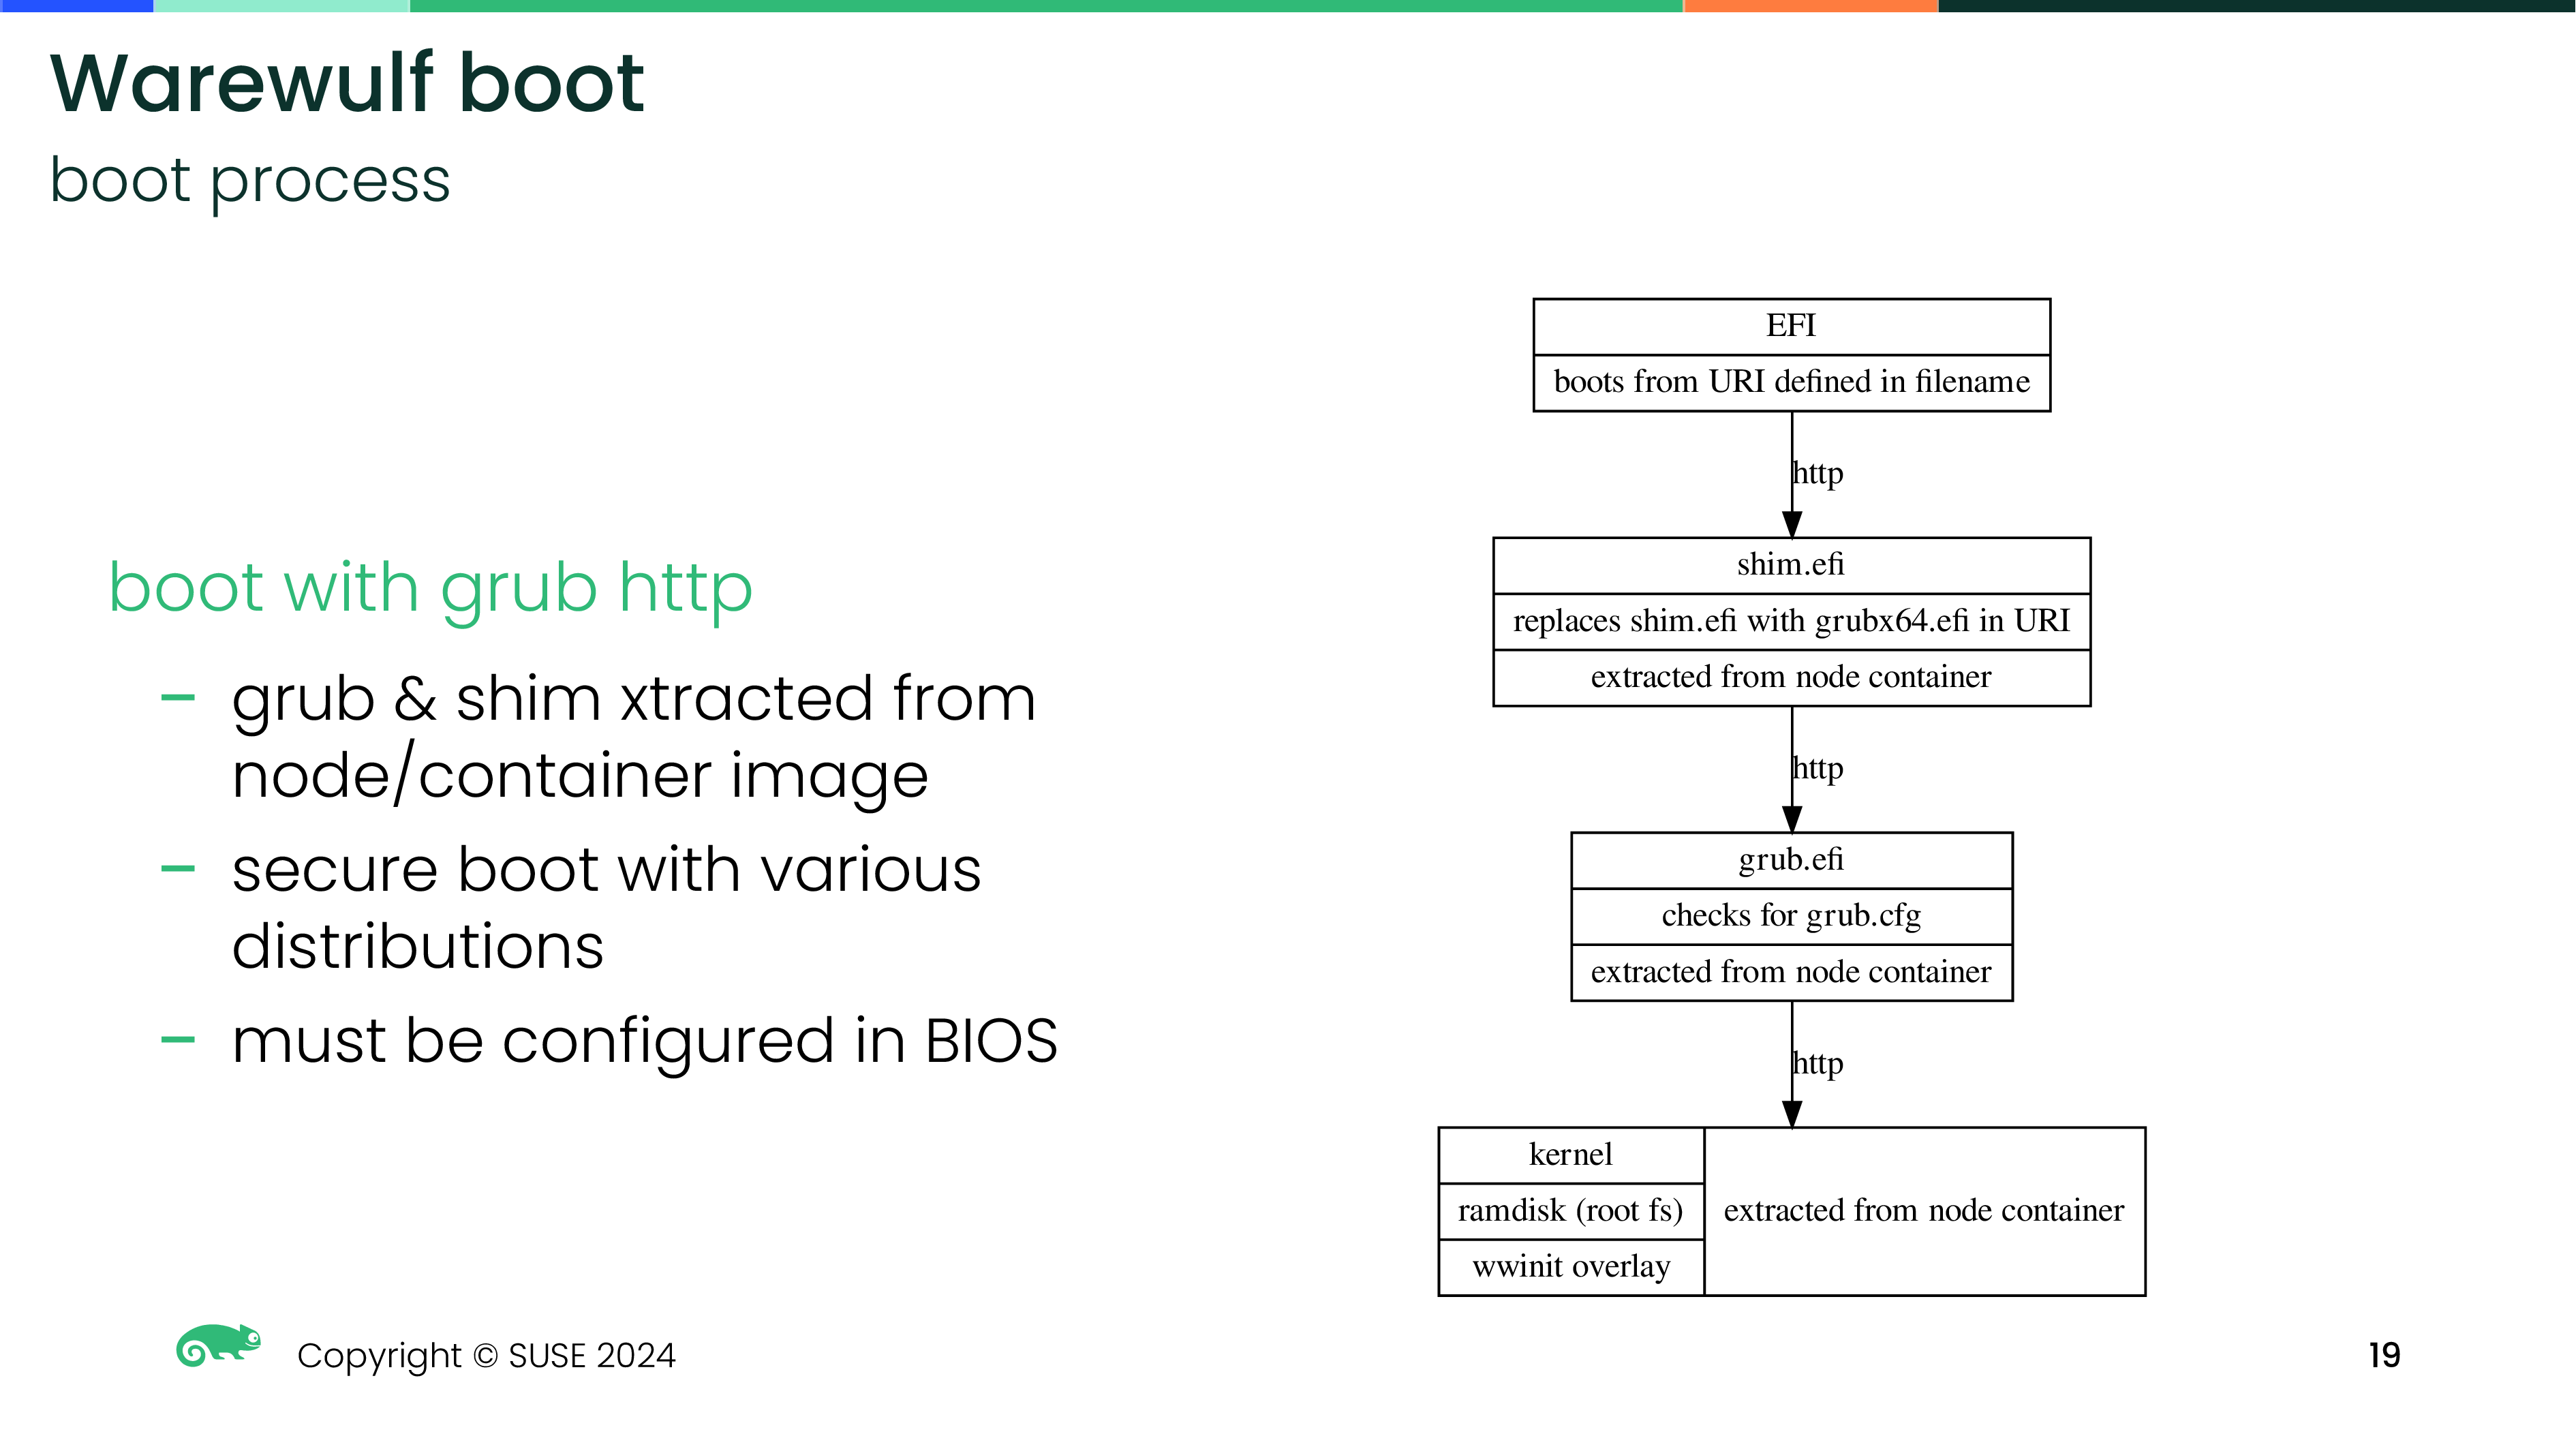 Warewulf boot
boot process
boot with grub http
– grub & shim xtracted from
node/container image
– secure boot with various
distributions
– must be configured in BIOS
EFI
boots from URI defined in filename
http
shim.efi
replaces shim.efi with grubx64.efi in URI
extracted from node container
http
grub.efi
checks for grub.cfg
extracted from node container
http
kernel
ramdisk (root fs)
wwinit overlay
extracted from node container
Copyright © SUSE 2024
19